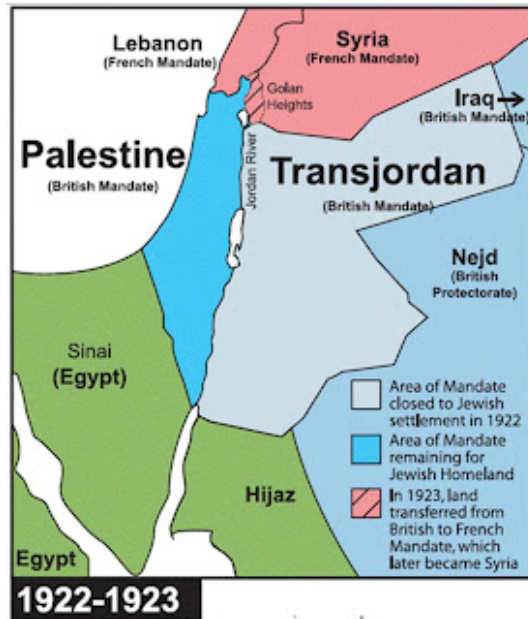 Lebanon
(French Mandate)
Syria
(French Mandate)
Golan
Heights
Iraq→
(British Mandate)
Palestine
(British Mandate)
Jordan River
Transjordan
(British Mandate)
Nejd
(British
Protectorate)
Sinai
(Egypt)
Area of Mandate
closed to Jewish
settlement in 1922
Area of Mandate
remaining for
Jewish Homeland
In 1923, land
transferred from
British to French
Mandate, which
later became Syria
Hijaz
Egypt
1922-1923